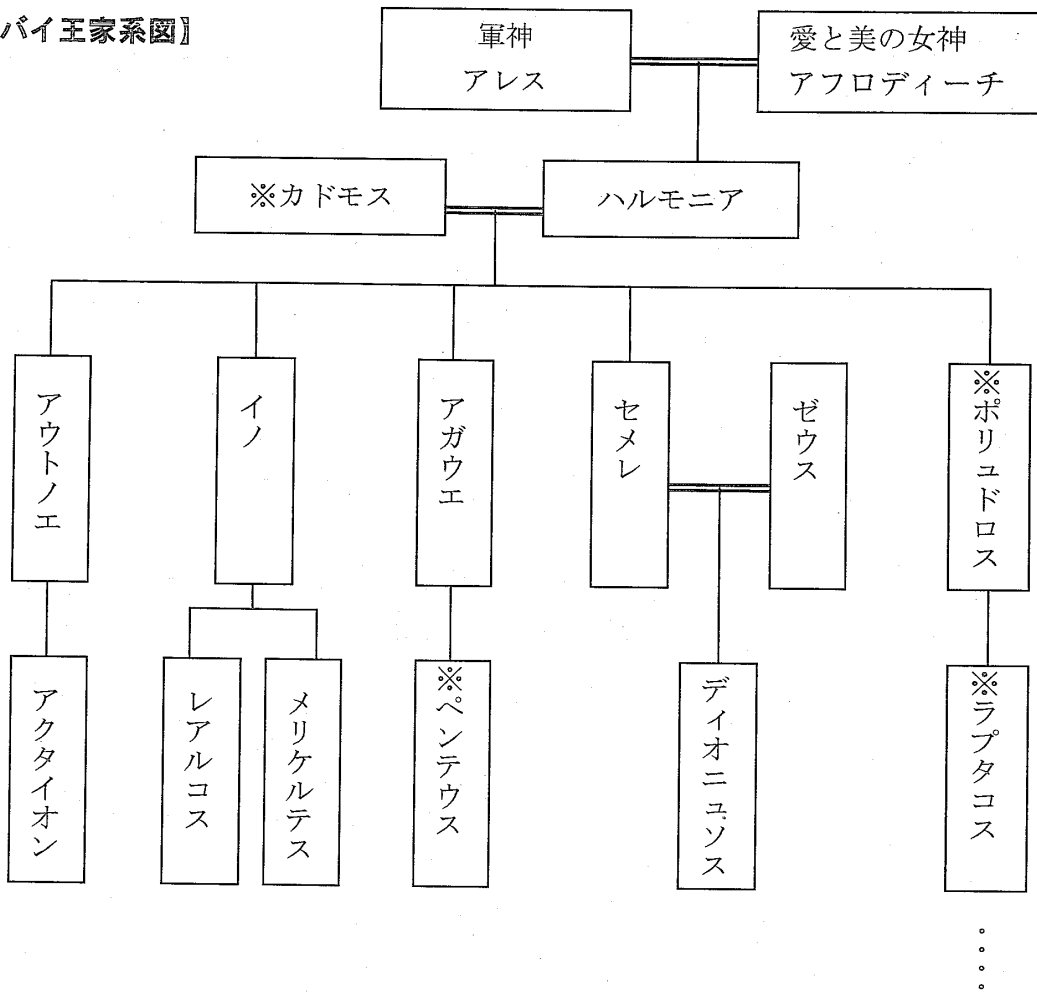 バイ王家系図】
軍神
アレス
愛と美の女神
アフロディーチ
※カドモス
ハルモニア
アウトノエ
イノ
アガウエ
セメレ
ゼウス
※ポリュドロス
アクタイオン
レアルコス
メリケルテス
※ペンテウス
ディオニュソス
※ラプタコス
。。。。